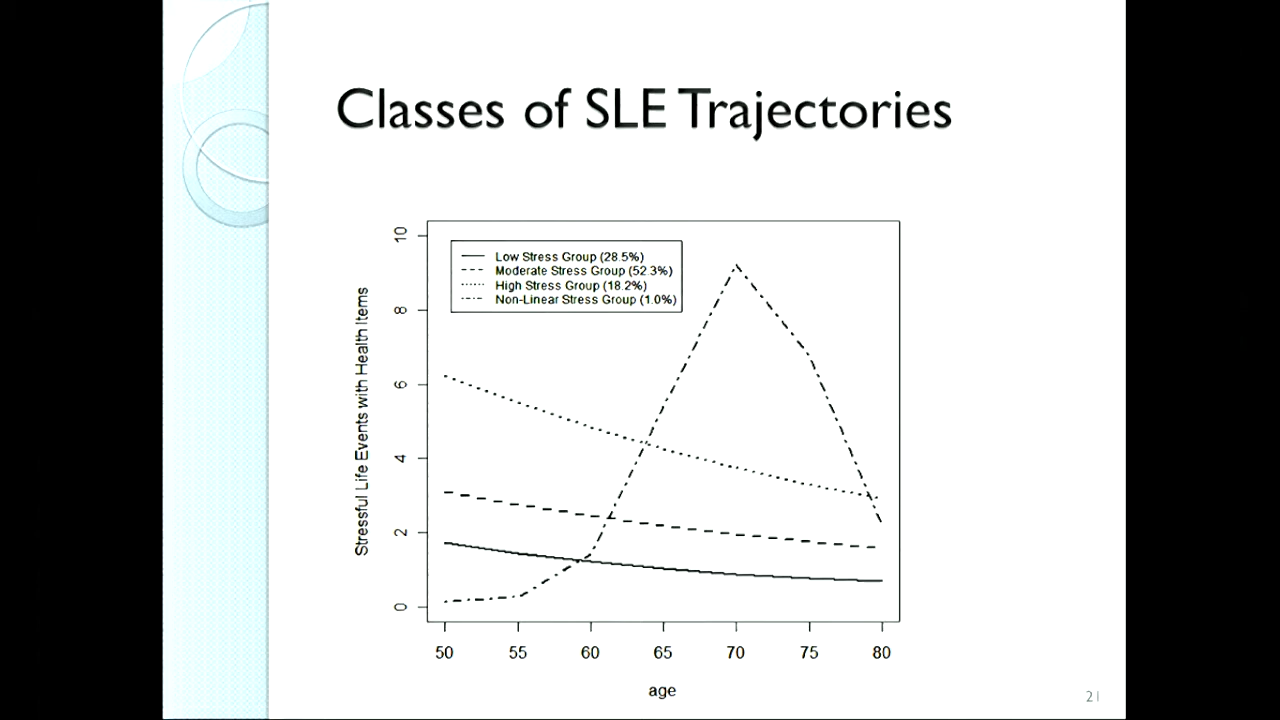 Classes of SLE Trajectories
Low Stress Group (28.5%)
Moderate Stress Group (52.3%)
High Stress Group (18.2%)
Non-Linear Stress Group (1.0%)
Stressful Life Events with Health Items
10
8
6
4
2
0
50 55 60 65 70 75 80
age
21